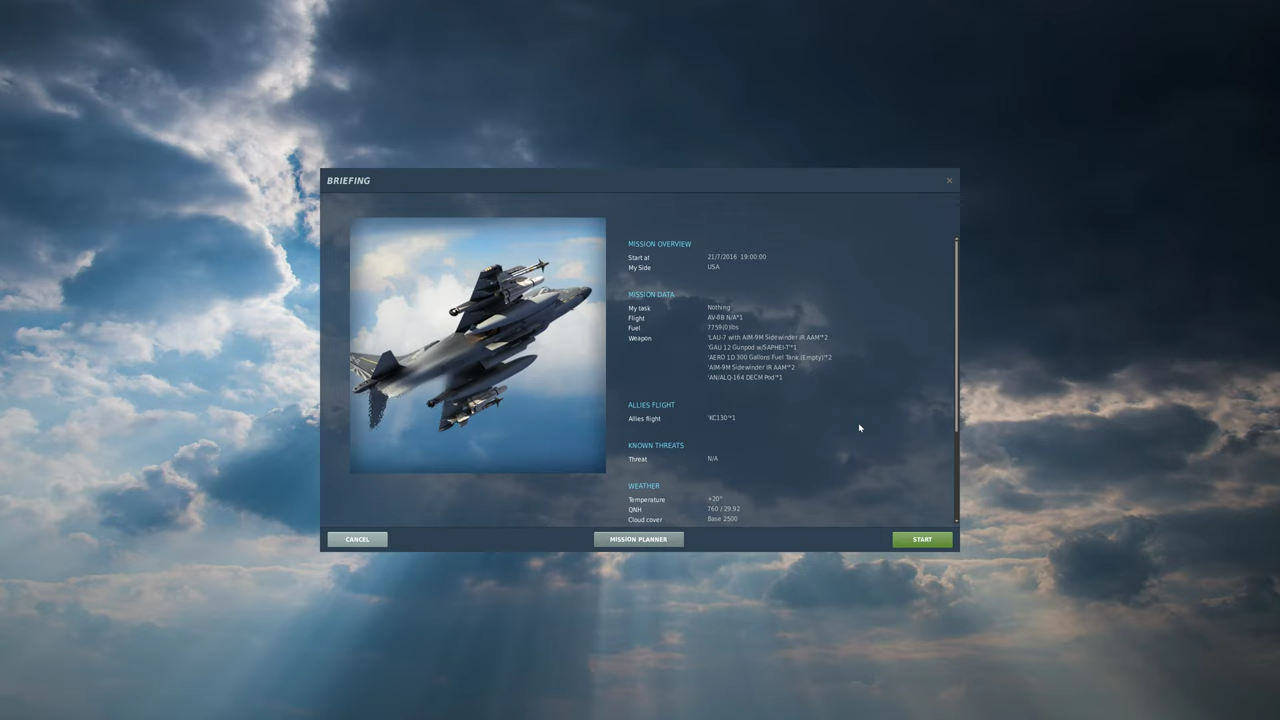 BRIEFING
×
MISSION OVERVIEW
Start at 21/7/2016 19:00:00
My Side USA
MISSION DATA
My task Nothing
Flight AV-8B N/A*1
Fuel 7759(0)lbs
Weapon 'LAU-7 with AIM-9M Sidewinder IR AAM'*2
'GAU 12 Gunpod w/SAPHEI-T'*1
'AERO 1D 300 Gallons Fuel Tank (Empty)'*2
'AIM-9M Sidewinder IR AAM'*2
'AN/ALQ-164 DECM Pod'*1
ALLIES FLIGHT
Allies flight 'KC130'*1
KNOWN THREATS
Threat N/A
WEATHER
Temperature +20°
QNH 760 / 29.92
Cloud cover Base 2500
CANCEL MISSION PLANNER START